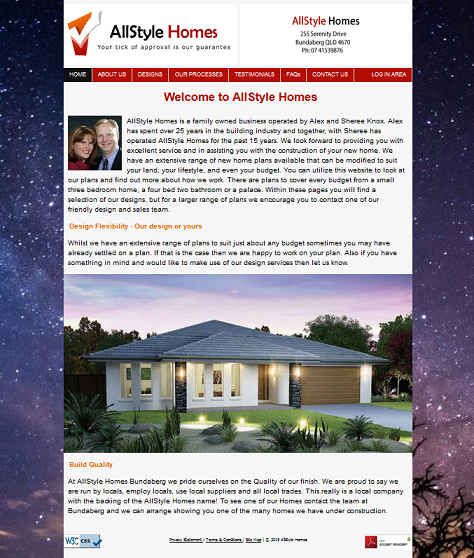 AllStyle Homes
Your tick of approval is our guarantee
AllStyle Homes
255 Serenity Drive
Bundaberg QLD 4670
Ph: 07 41539876
HOME ABOUT US DESIGNS OUR PROCESSES TESTIMONIALS FAQs CONTACT US LOG IN AREA
Welcome to AllStyle Homes
AllStyle Homes is a family owned business operated by Alex and Sheree Knox. Alex
has spent over 25 years in the building industry and together, with Sheree has
operated AllStyle Homes for the past 15 years. We look forward to providing you with
excellent service and in assisting you with the construction of your new home. We
have an extensive range of new home plans available that can be modified to suit
your land, your lifestyle, and even your budget. You can utilize this website to look at
our plans and find out more about how we work. There are plans to cover every budget from a small
three bedroom home, a four bed two bathroom or a palace. Within these pages you will find a
selection of our designs, but for a larger range of plans we encourage you to contact one of our
friendly design and sales team.
Design Flexibility - Our design or yours
Whilst we have an extensive range of plans to suit just about any budget sometimes you may have
already settled on a plan. If that is the case then we are happy to work on your plan. Also if you have
something in mind and would like to make use of our design services then let us know.
Build Quality
At AllStyle Homes Bundaberg we pride ourselves on the Quality of our finish. We are proud to say we
are run by locals, employ locals, use local suppliers and all local trades. This really is a local company
with the backing of the AllStyle Homes name! To see one of our Homes contact the team at
Bundaberg and we can arrange showing you one of the many homes we have under construction.
W3C CSS Privacy Statement | Terms & Conditions | Site Map | © 2015 AllStyle Homes ADOBE READER